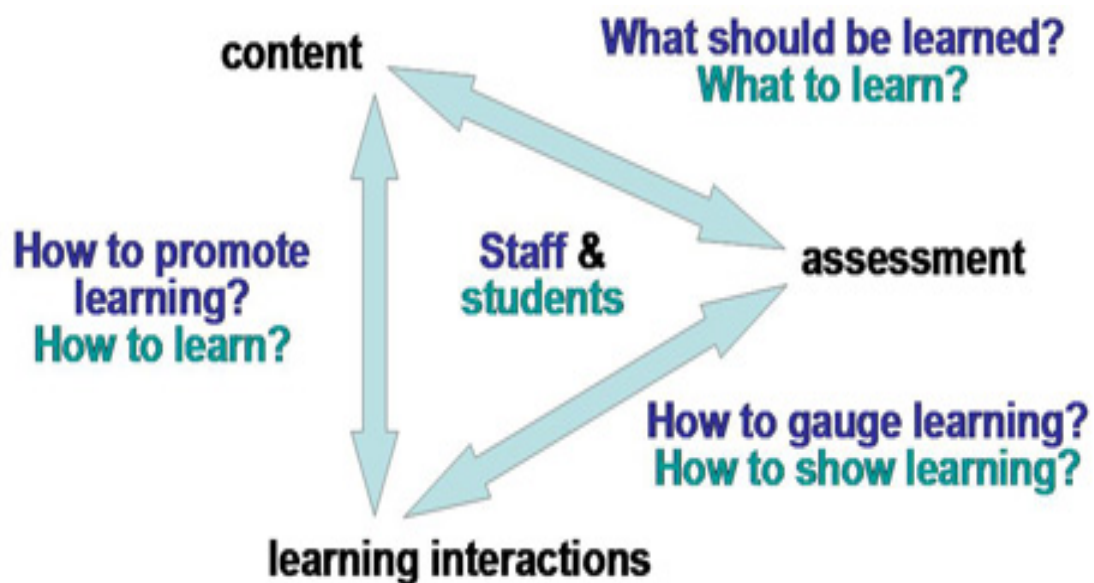 content
What should be learned?
What to learn?
How to promote
learning?
How to learn?
Staff &
students
assessment
How to gauge learning?
How to show learning?
learning interactions